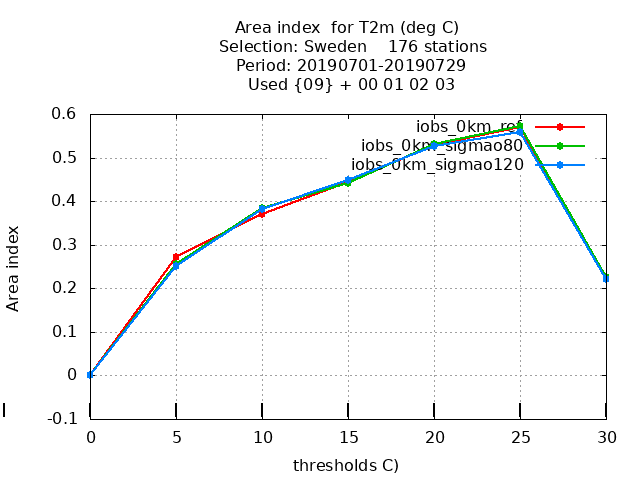 Area index  for T2m (deg C)
Selection: Sweden    176 stations
Period: 20190701-20190729
Used {09} + 00 01 02 03
iobs_0km_ref
iobs_0km_sigmao80
iobs_0km_sigmao120
Area index
0.6
0.5
0.4
0.3
0.2
0.1
0
-0.1
0 5 10 15 20 25 30
thresholds C)